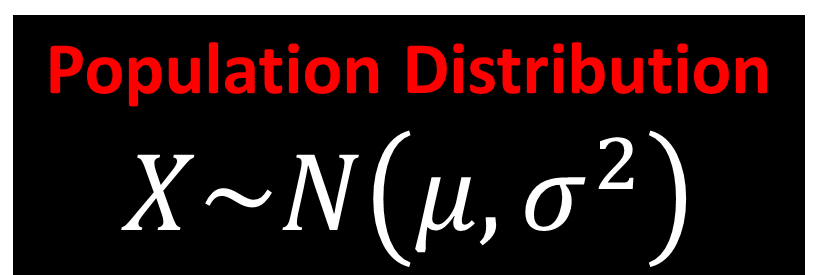 Population Distribution
X~N(μ, σ²)